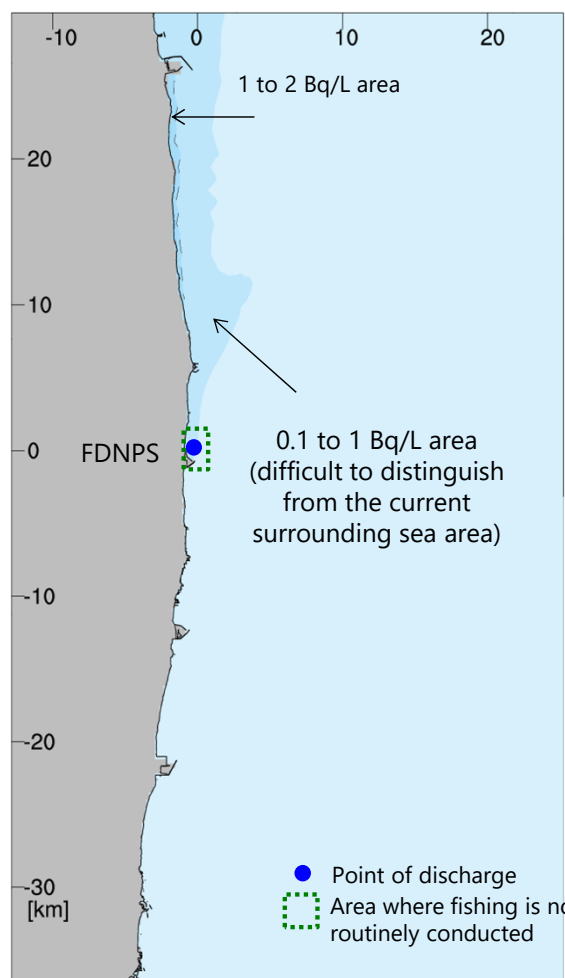 -10 0 10 20
1 to 2 Bq/L area
20
10
0
FDNPS
0.1 to 1 Bq/L area
(difficult to distinguish
from the current
surrounding sea area)
-10
-20
-30
[km]
Point of discharge
Area where fishing is
routinely conducted